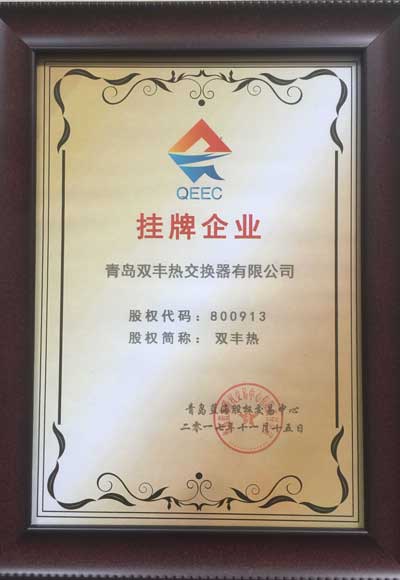 QEEC
挂牌企业
青岛双丰热交换器有限公司
股权代码：800913
股权简称： 双丰热
青岛蓝海股权交易中心
二零一七年十一月十五日